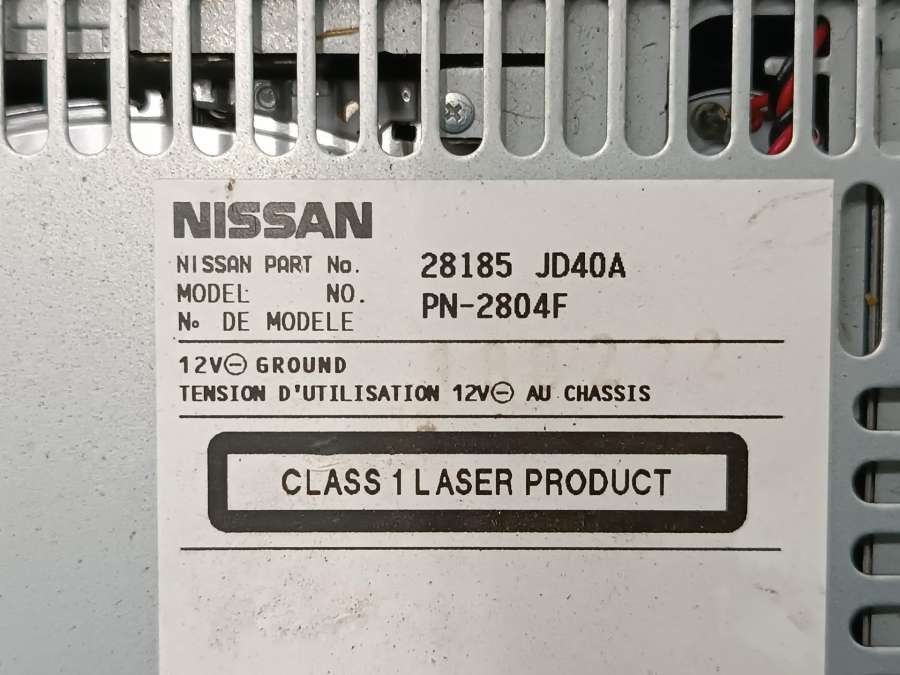 NISSAN
NISSAN PART No. 28185 JD40A
MODEL NO. PN-2804F
No DE MODELE
12V⊖ GROUND
TENSION D'UTILISATION 12V⊖ AU CHASSIS
CLASS 1 LASER PRODUCT